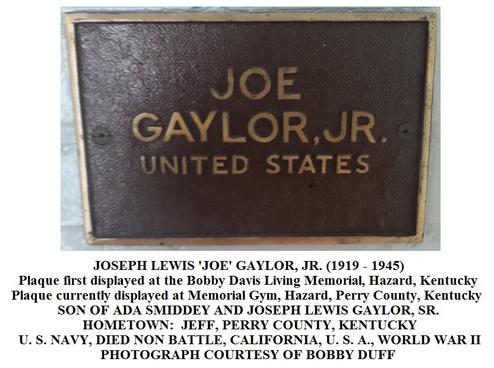 JOE
GAYLOR, JR.
UNITED STATES
JOSEPH LEWIS 'JOE' GAYLOR, JR. (1919 - 1945)
Plaque first displayed at the Bobby Davis Living Memorial, Hazard, Kentucky
Plaque currently displayed at Memorial Gym, Hazard, Perry County, Kentucky
SON OF ADA SMIDDEY AND JOSEPH LEWIS GAYLOR, SR.
HOMETOWN:  JEFF, PERRY COUNTY, KENTUCKY
U. S. NAVY, DIED NON BATTLE, CALIFORNIA, U. S. A., WORLD WAR II
PHOTOGRAPH COURTESY OF BOBBY DUFF